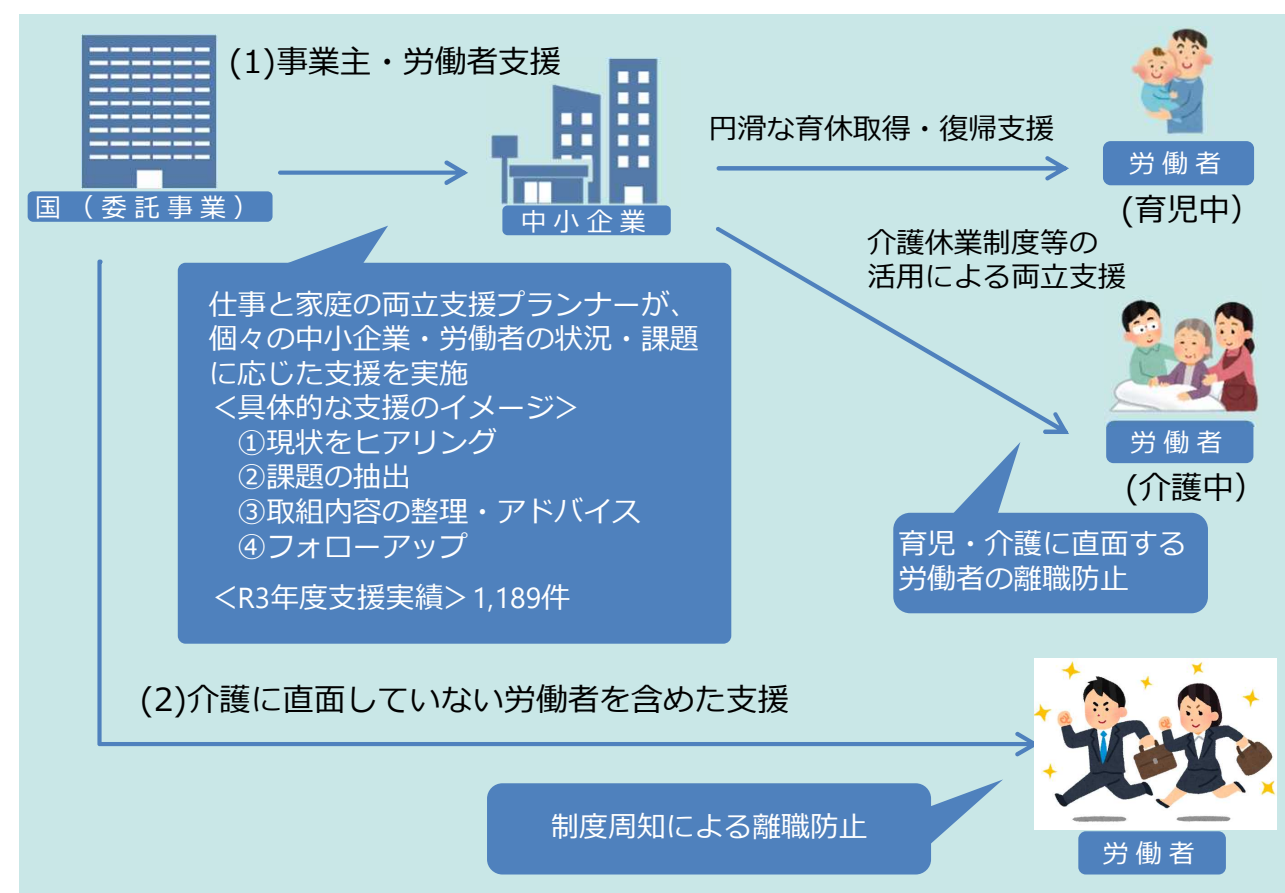 (1)事業主・労働者支援
国（委託事業）
中小企業
円滑な育休取得・復帰支援
労働者
(育児中)
介護休業制度等の
活用による両立支援
労働者
(介護中)
仕事と家庭の両立支援プランナーが、
個々の中小企業・労働者の状況・課題
に応じた支援を実施
＜具体的な支援のイメージ＞
①現状をヒアリング
②課題の抽出
③取組内容の整理・アドバイス
④フォローアップ
＜R3年度支援実績＞1,189件
育児・介護に直面する
労働者の離職防止
(2)介護に直面していない労働者を含めた支援
制度周知による離職防止
労働者